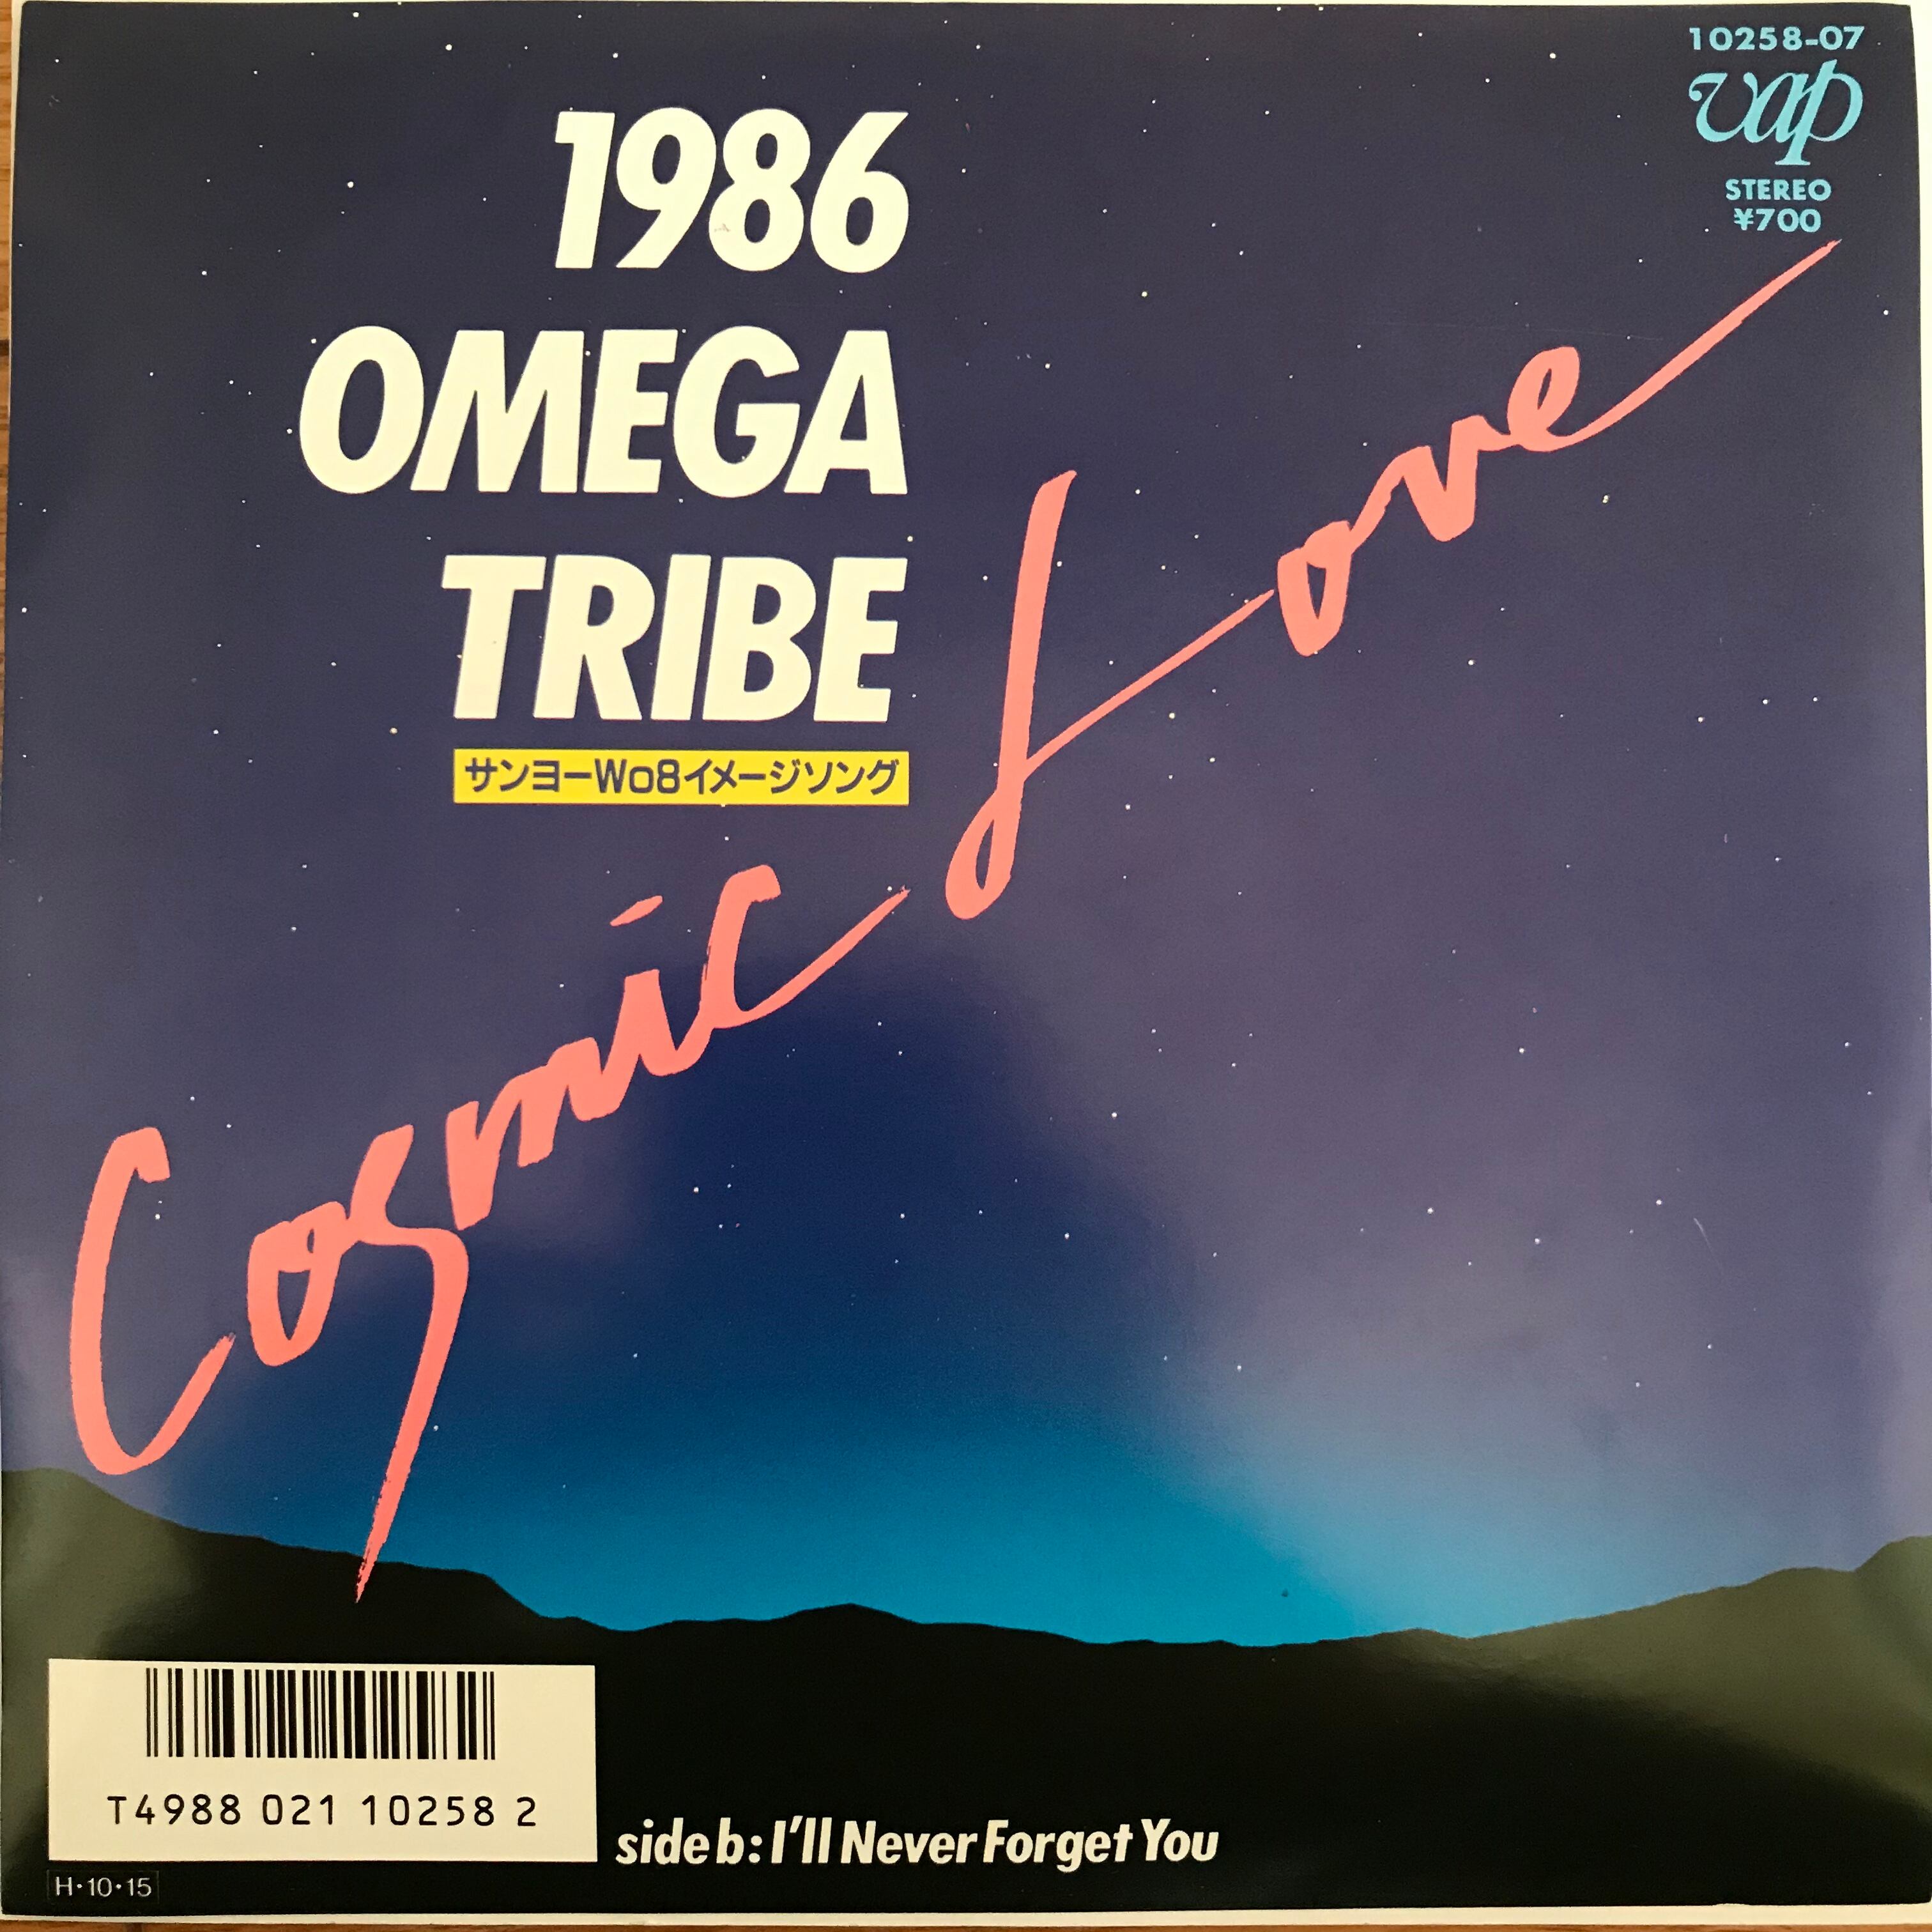 10258-07
vap
STEREO
¥700
1986
OMEGA
TRIBE
サンヨーWo8イメージソング
Cosmic Love
T4988 021 10258 2
side b: I'll Never Forget You
H·10·15